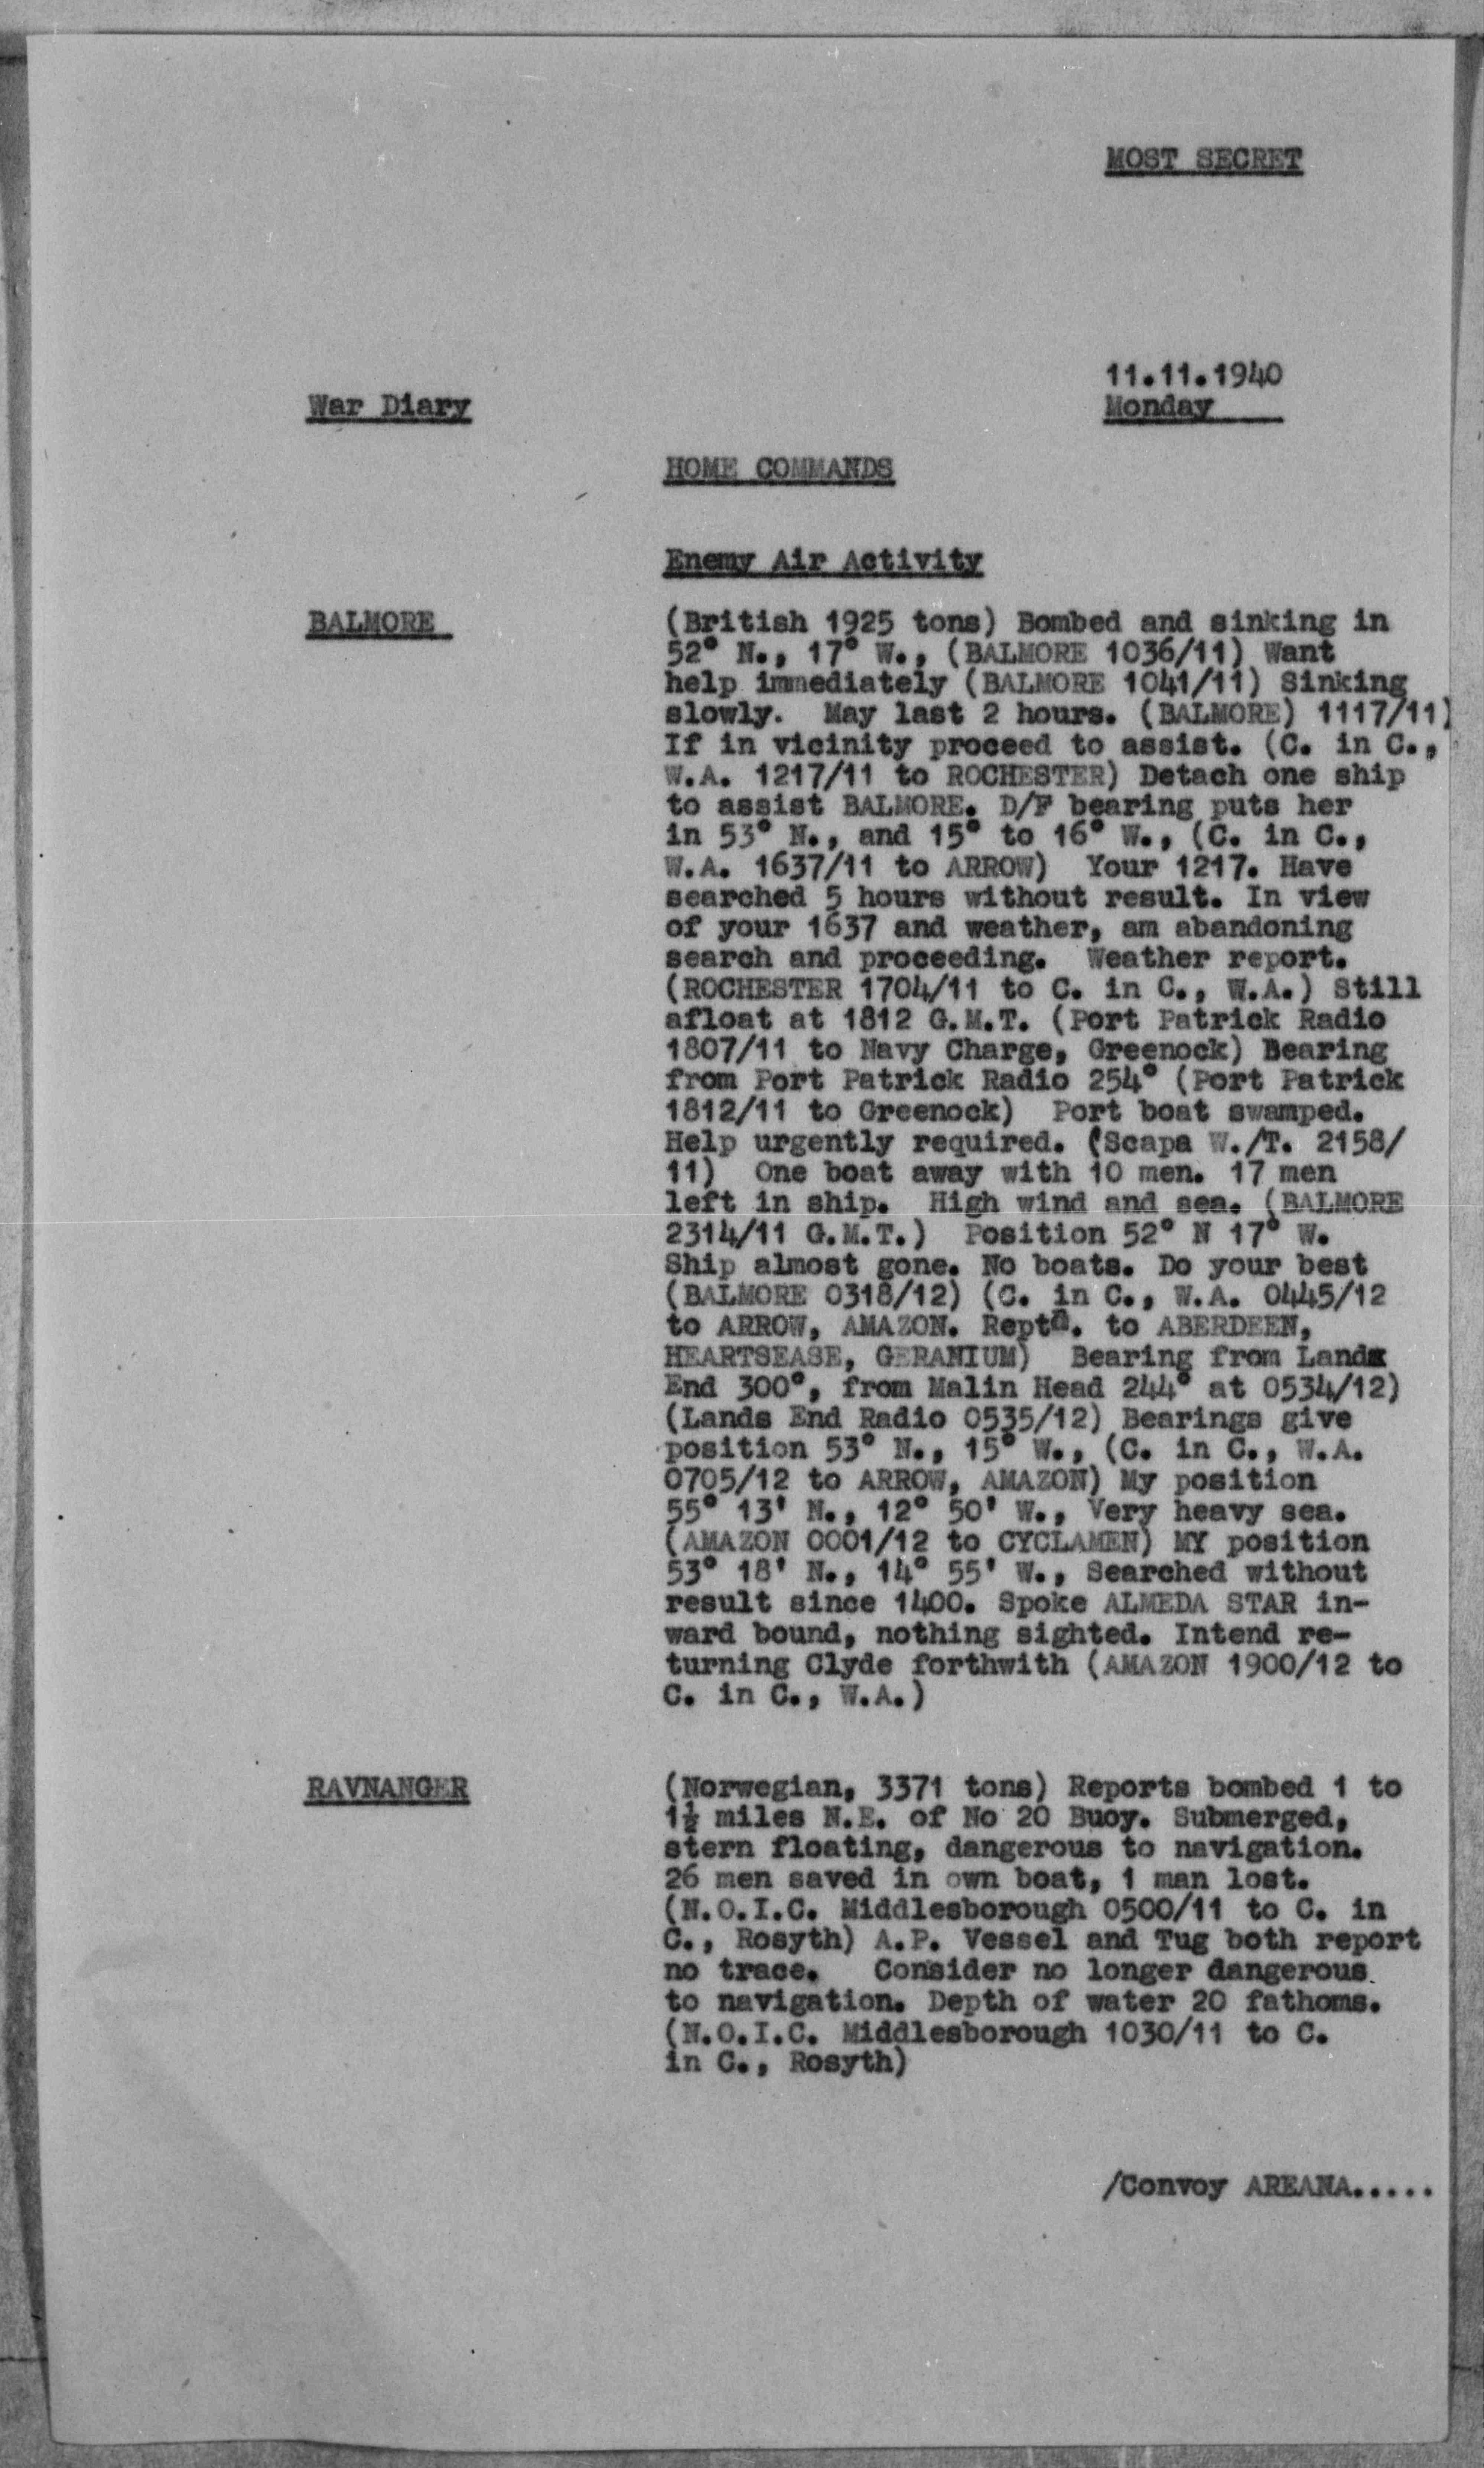 MOST SECRET
11.11.1940
War Diary
Monday
HOME COMMANDS
Enemy Air Activity
BALMORE
(British 1925 tons) Bombed and sinking in
52° N., 17° W., (BALMORE 1036/11) Want
help immediately (BALMORE 1041/11) Sinking
slowly. May last 2 hours. (BALMORE) 1117/11)
If in vicinity proceed to assist. (C. in C.,
W.A. 1217/11 to ROCHESTER) Detach one ship
to assist BALMORE. D/F bearing puts her
in 53° N., and 15° to 16° W., (C. in C.,
W.A. 1637/11 to ARROW) Your 1217. Have
searched 5 hours without result. In view
of your 1637 and weather, am abandoning
search and proceeding. Weather report.
(ROCHESTER 1704/11 to C. in C., W.A.) Still
afloat at 1812 G.M.T. (Port Patrick Radio
1807/11 to Navy Charge, Greenock) Bearing
from Port Patrick Radio 254° (Port Patrick
1812/11 to Greenock) Port boat swamped.
Help urgently required. (Scapa W./T. 2158/
11) One boat away with 10 men. 17 men
left in ship. High wind and sea. (BALMORE
2314/11 G.M.T.) Position 52° N 17° W.
Ship almost gone. No boats. Do your best
(BALMORE 0318/12) (C. in C., W.A. 0445/12
to ARROW, AMAZON. Reptd. to ABERDEEN,
HEARTSEASE, GERANIUM) Bearing from Lands
End 300°, from Malin Head 244° at 0534/12)
(Lands End Radio 0535/12) Bearings give
position 53° N., 15° W., (C. in C., W.A.
0705/12 to ARROW, AMAZON) My position
55° 13' N., 12° 50' W., Very heavy sea.
(AMAZON 0001/12 to CYCLAMEN) MY position
53° 18' N., 14° 55' W., Searched without
result since 1400. Spoke ALMEDA STAR in-
ward bound, nothing sighted. Intend re-
turning Clyde forthwith (AMAZON 1900/12 to
C. in C., W.A.)
RAVNANGER
(Norwegian, 3371 tons) Reports bombed 1 to
1½ miles N.E. of No 20 Buoy. Submerged,
stern floating, dangerous to navigation.
26 men saved in own boat, 1 man lost.
(N.O.I.C. Middlesborough 0500/11 to C. in
C., Rosyth) A.P. Vessel and Tug both report
no trace. Consider no longer dangerous
to navigation. Depth of water 20 fathoms.
(N.O.I.C. Middlesborough 1030/11 to C.
in C., Rosyth)
/Convoy AREANA.....